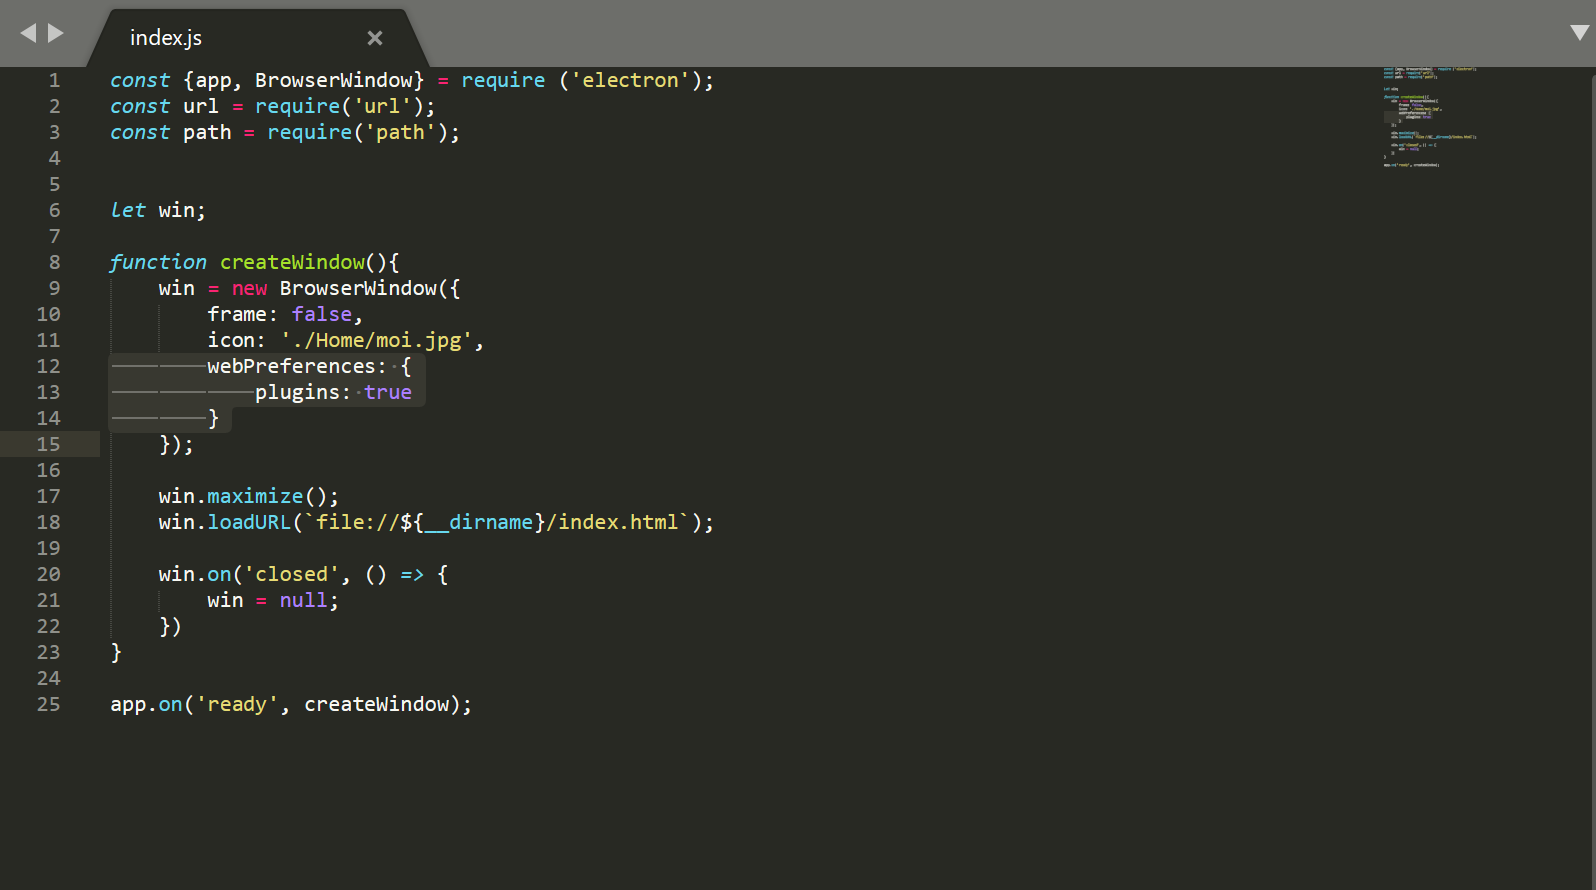 index.js
1 const {app, BrowserWindow} = require ('electron');
2 const url = require('url');
3 const path = require('path');
4
5
6 let win;
7
8 function createWindow(){
9 win = new BrowserWindow({
10 frame: false,
11 icon: './Home/moi.jpg',
12 webPreferences: {
13 plugins: true
14 }
15 });
16
17 win.maximize();
18 win.loadURL(`file://${__dirname}/index.html`);
19
20 win.on('closed', () => {
21 win = null;
22 })
23 }
24
25 app.on('ready', createWindow);